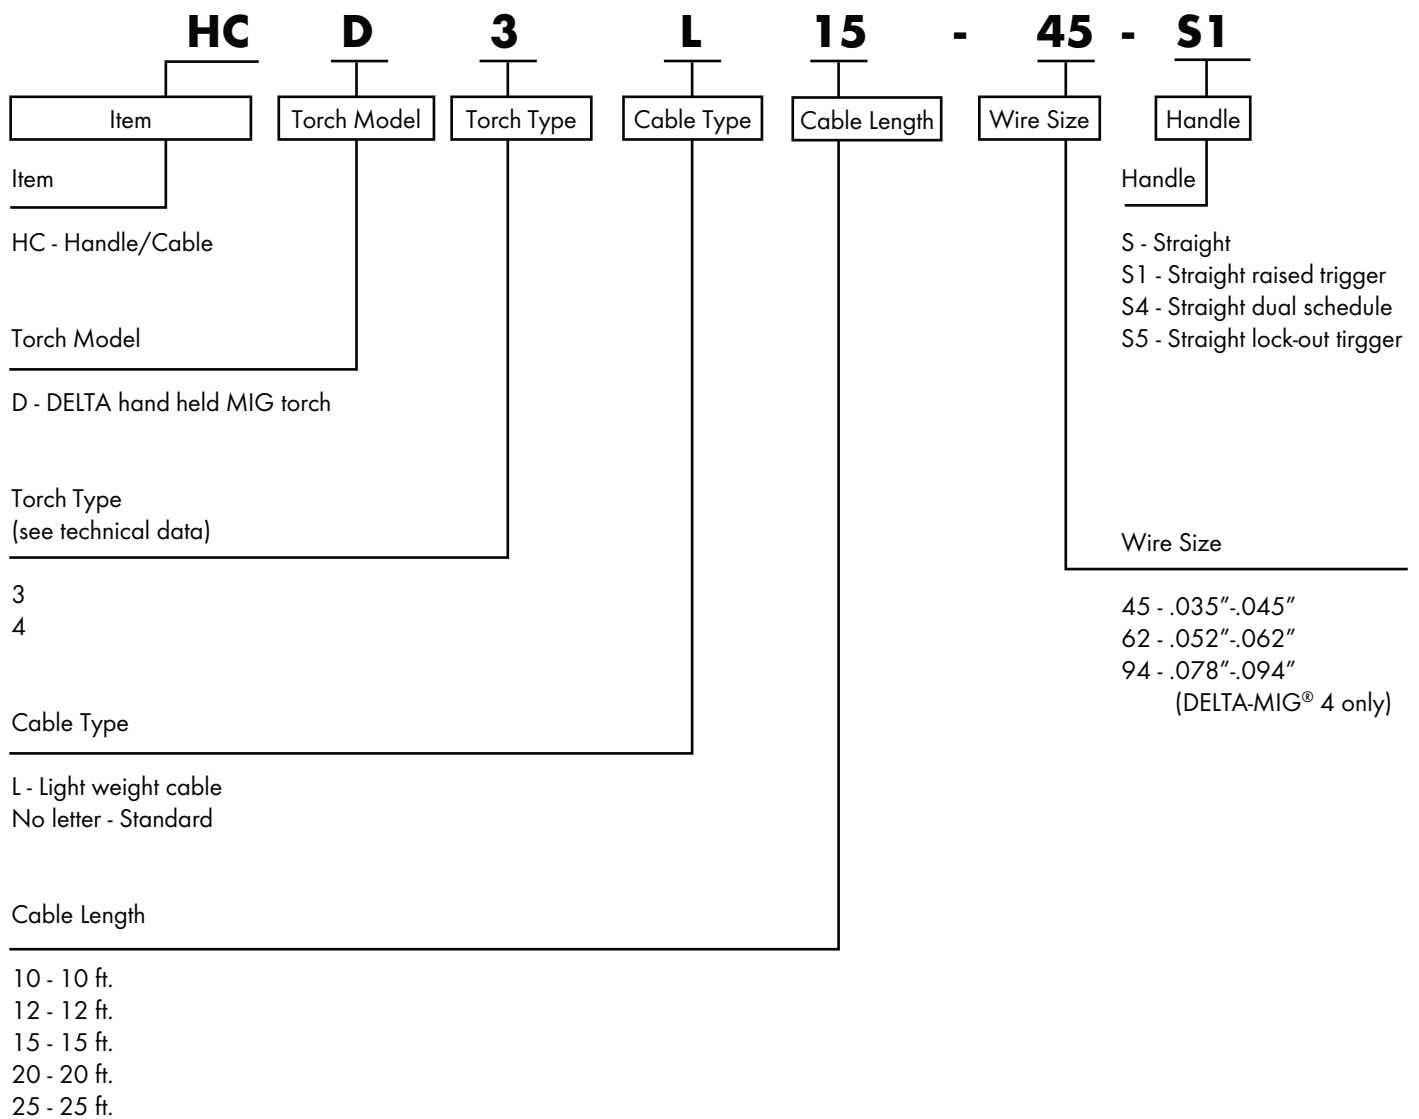 HC D 3 L 15 - 45 - S1
Item Torch Model Torch Type Cable Type Cable Length Wire Size Handle
Item
HC - Handle/Cable
Torch Model
D - DELTA hand held MIG torch
Torch Type
(see technical data)
3
4
Cable Type
L - Light weight cable
No letter - Standard
Cable Length
10 - 10 ft.
12 - 12 ft.
15 - 15 ft.
20 - 20 ft.
25 - 25 ft.
Handle
S - Straight
S1 - Straight raised trigger
S4 - Straight dual schedule
S5 - Straight lock-out tirgger
Wire Size
45 - .035”-.045”
62 - .052”-.062”
94 - .078”-.094”
(DELTA-MIG® 4 only)